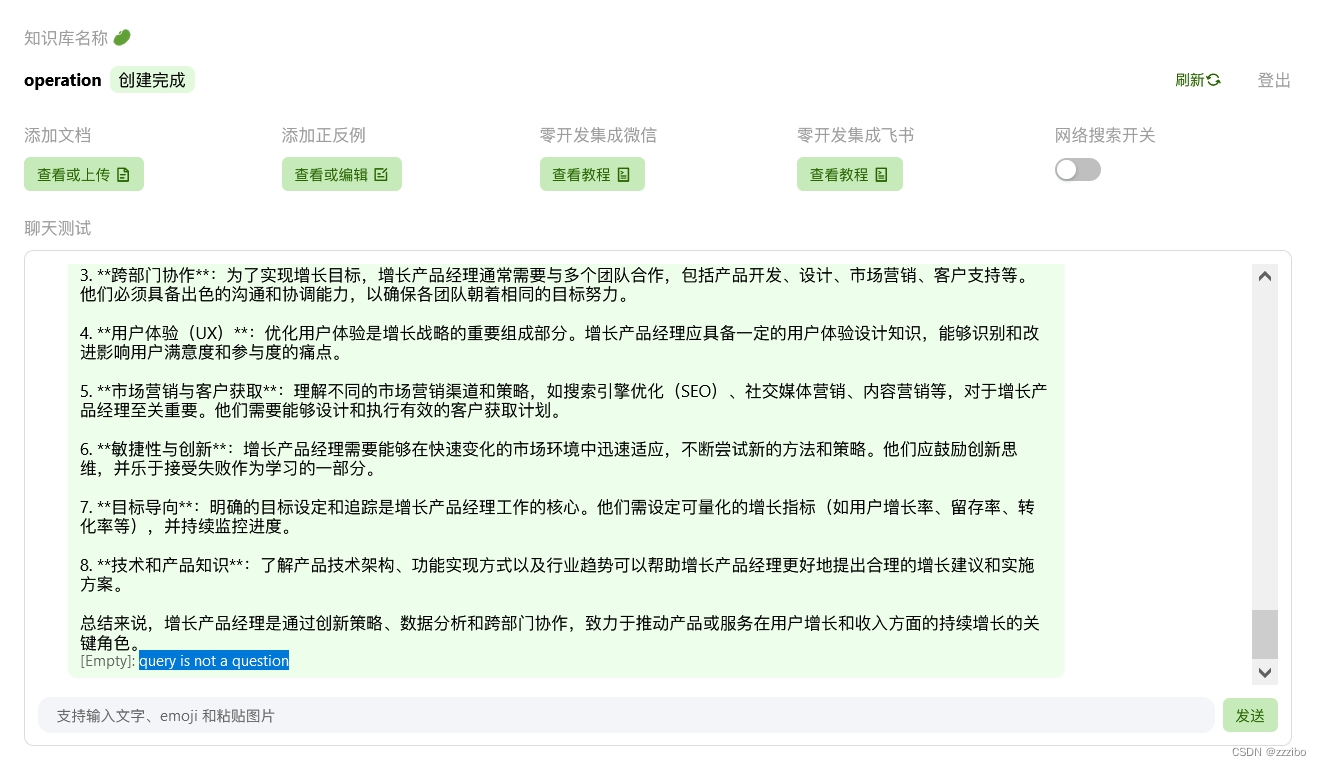 知识库名称
operation 创建完成 刷新 登出
添加文档 添加正反例 零开发集成微信 零开发集成飞书 网络搜索开关
查看或上传 查看或编辑 查看教程 查看教程
聊天测试
3. **跨部门协作**：为了实现增长目标，增长产品经理通常需要与多个团队合作，包括产品开发、设计、市场营销、客户支持等。
他们必须具备出色的沟通和协调能力，以确保各团队朝着相同的目标努力。
4. **用户体验（UX）**：优化用户体验是增长战略的重要组成部分。增长产品经理应具备一定的用户体验设计知识，能够识别和改
进影响用户满意度和参与度的痛点。
5. **市场营销与客户获取**：理解不同的市场营销渠道和策略，如搜索引擎优化（SEO）、社交媒体营销、内容营销等，对于增长产
品经理至关重要。他们需要能够设计和执行有效的客户获取计划。
6. **敏捷性与创新**：增长产品经理需要能够在快速变化的市场环境中迅速适应，不断尝试新的方法和策略。他们应鼓励创新思
维，并乐于接受失败作为学习的一部分。
7. **目标导向**：明确的目标设定和追踪是增长产品经理工作的核心。他们需设定可量化的增长指标（如用户增长率、留存率、转
化率等），并持续监控进度。
8. **技术和产品知识**：了解产品技术架构、功能实现方式以及行业趋势可以帮助增长产品经理更好地提出合理的增长建议和实施
方案。
总结来说，增长产品经理是通过创新策略、数据分析和跨部门协作，致力于推动产品或服务在用户增长和收入方面的持续增长的关
键角色。
[Empty]: query is not a question
支持输入文字、emoji 和粘贴图片 发送
CSDN @zzzibo